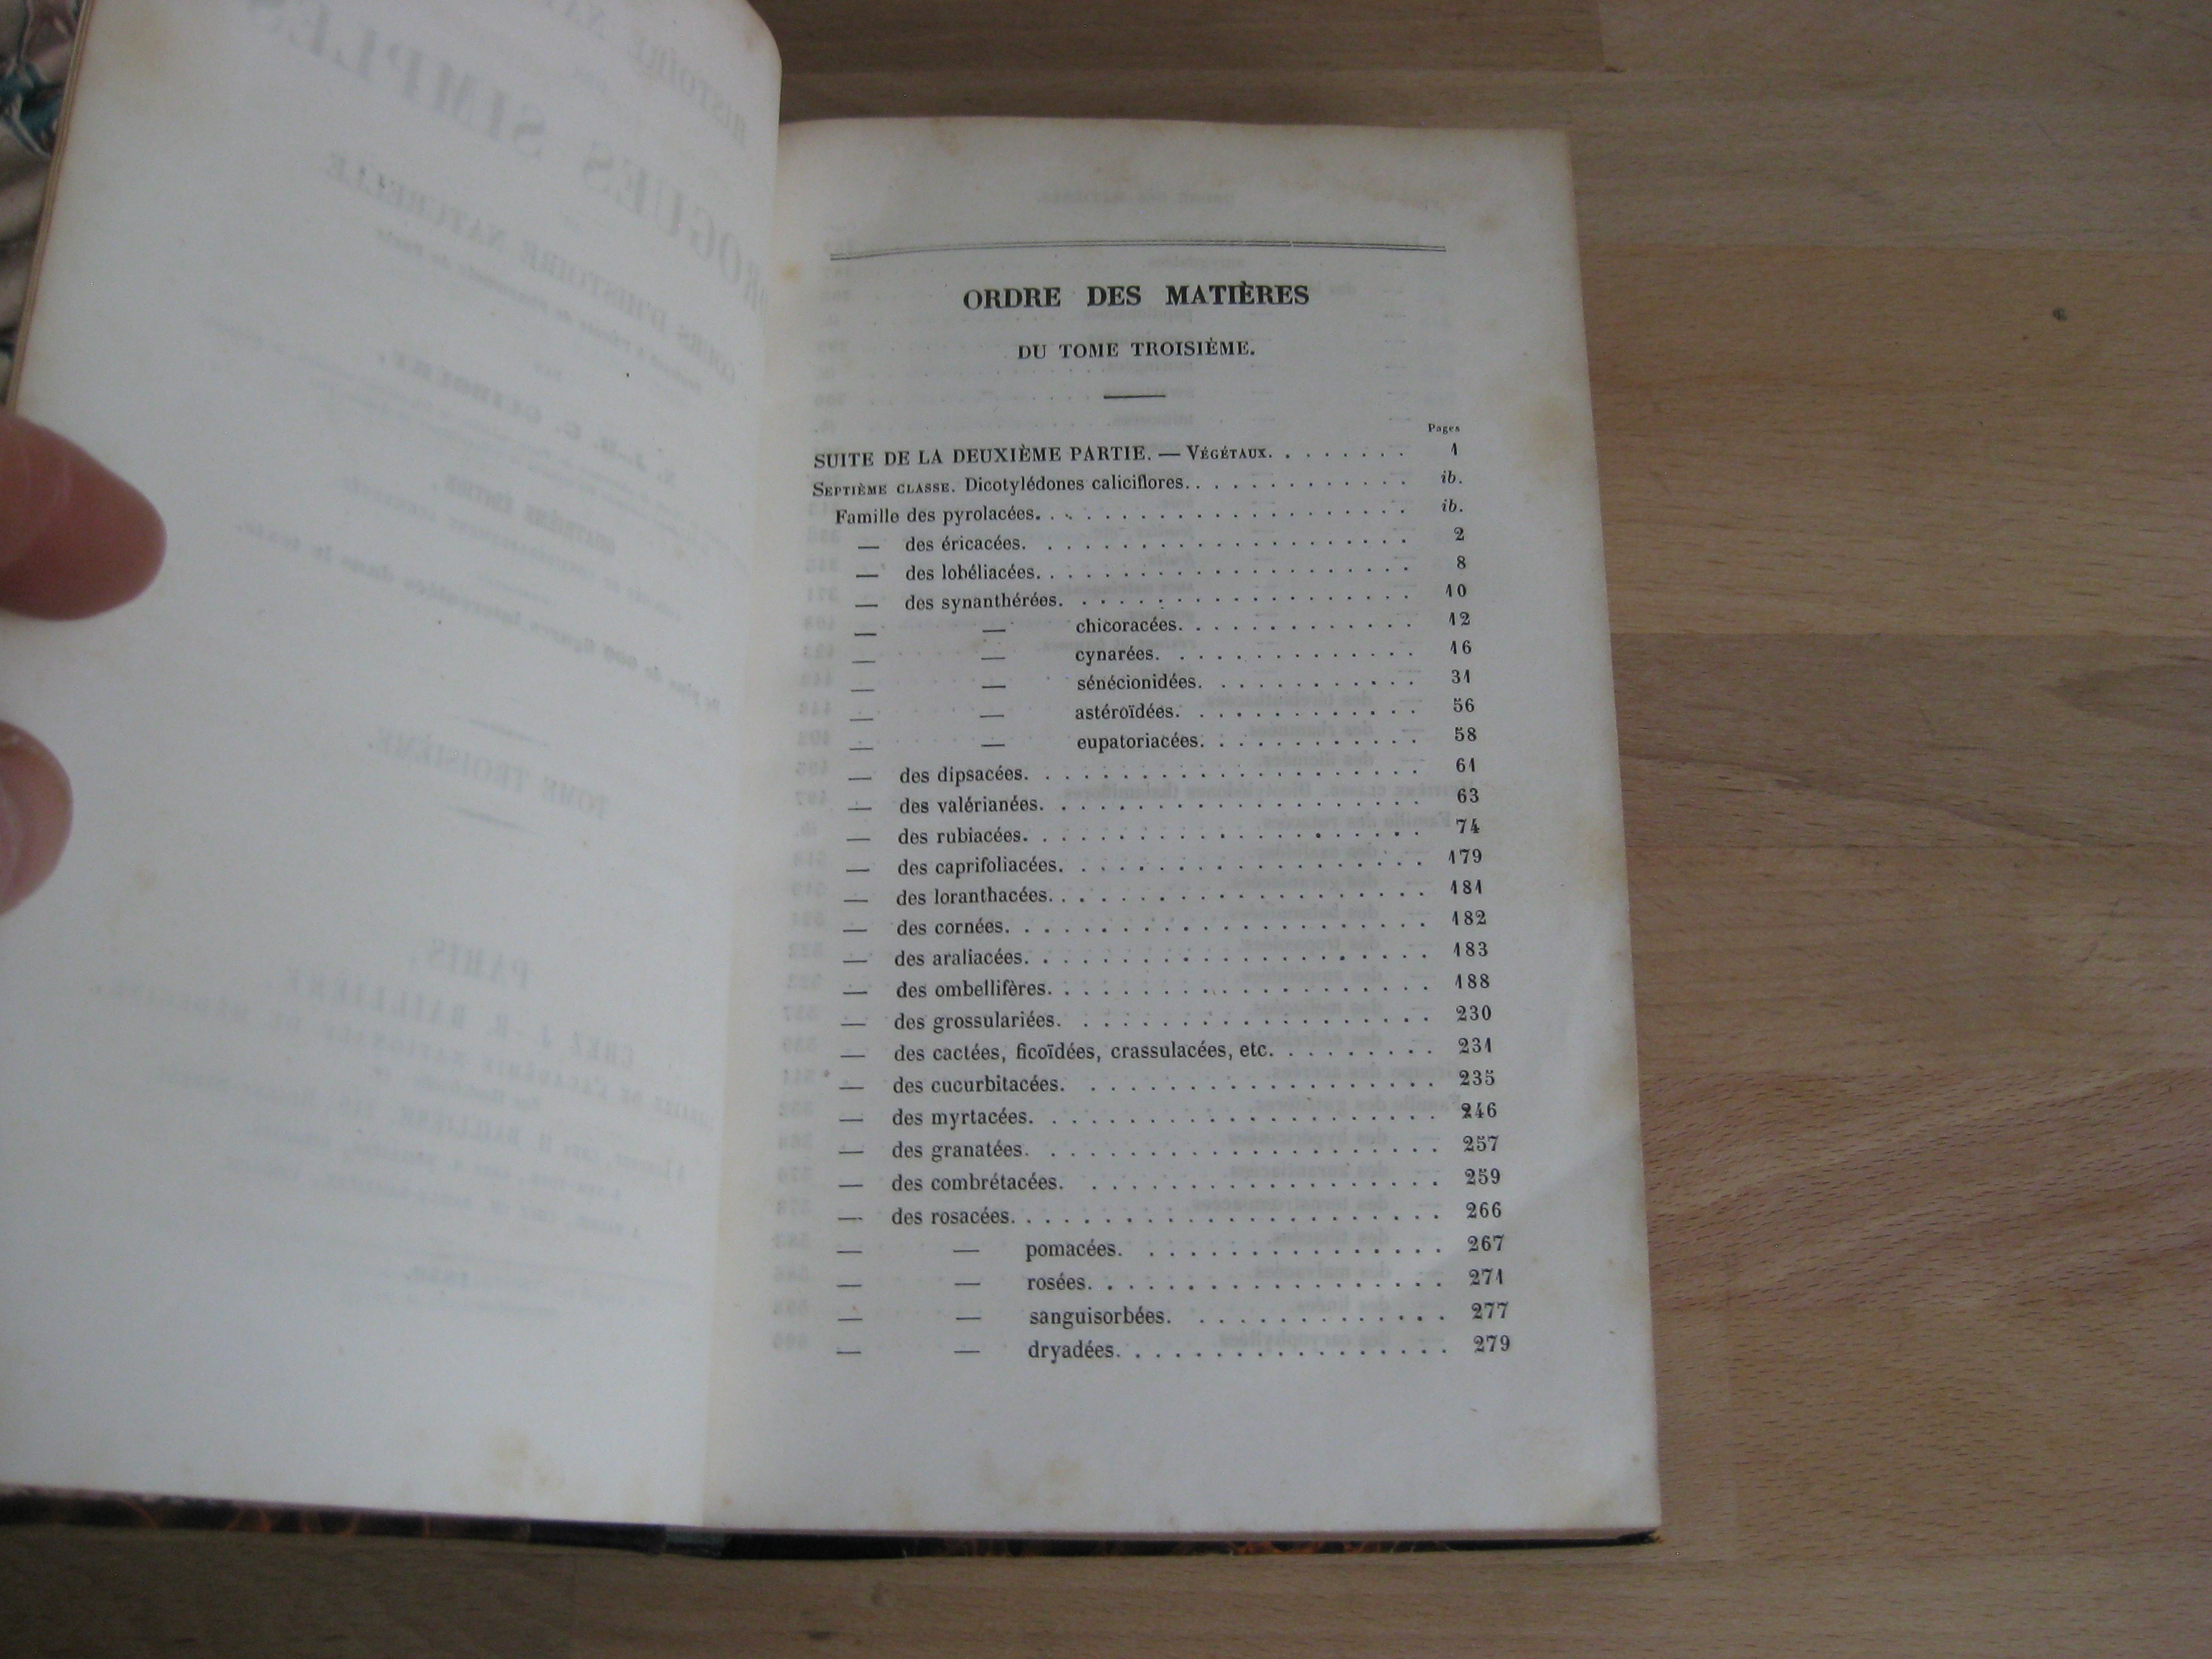 ORDRE DES MATIÈRES
DU TOME TROISIÈME.
Pages
SUITE DE LA DEUXIÈME PARTIE. — VÉGÉTAUX. . . . . . . . 1
SEPTIÈME CLASSE. Dicotylédones caliciflores. . . . . . . . . . . . . ib.
Famille des pyrolacées. . . . . . . . . . . . . . . . . . . ib.
— des éricacées. . . . . . . . . . . . . . . . . . . 2
— des lobéliacées. . . . . . . . . . . . . . . . . . . 8
— des synanthérées. . . . . . . . . . . . . . . . . . 10
— — chicoracées. . . . . . . . . . . . . 12
— — cynarées. . . . . . . . . . . . . 16
— — sénécionidées. . . . . . . . . . . 31
— — astéroïdées. . . . . . . . . . . . 56
— — eupatoriacées. . . . . . . . . . . 58
— des dipsacées. . . . . . . . . . . . . . . . . . . 61
— des valérianées. . . . . . . . . . . . . . . . . . 63
— des rubiacées. . . . . . . . . . . . . . . . . . . 74
— des caprifoliacées. . . . . . . . . . . . . . . . . 179
— des loranthacées. . . . . . . . . . . . . . . . . . 181
— des cornées. . . . . . . . . . . . . . . . . . . . 182
— des araliacées. . . . . . . . . . . . . . . . . . . 183
— des ombellifères. . . . . . . . . . . . . . . . . . 188
— des grossulariées. . . . . . . . . . . . . . . . . 230
— des cactées, ficoïdées, crassulacées, etc. . . . . . . . . 231
— des cucurbitacées. . . . . . . . . . . . . . . . . 235
— des myrtacées. . . . . . . . . . . . . . . . . . . 246
— des granatées. . . . . . . . . . . . . . . . . . . 257
— des combrétacées. . . . . . . . . . . . . . . . . 259
— des rosacées. . . . . . . . . . . . . . . . . . . . 266
— — pomacées. . . . . . . . . . . . . . . 267
— — rosées. . . . . . . . . . . . . . . . . 271
— — sanguisorbées. . . . . . . . . . . . . 277
— — dryadées. . . . . . . . . . . . . . . . 279